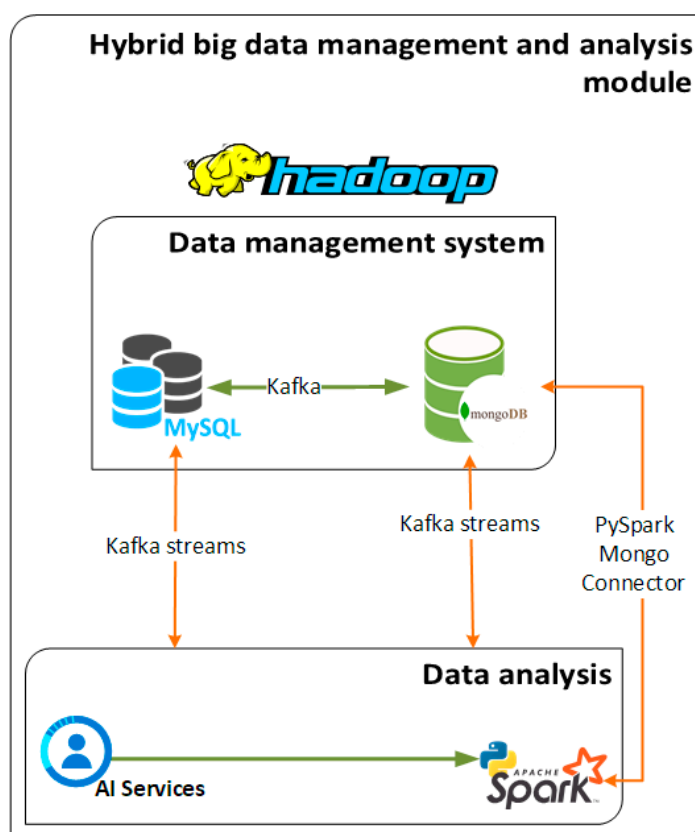 Hybrid big data management and analysis
module
hadoop
Data management system
Kafka
MySQL
mongoDB
Kafka streams
Kafka streams
PySpark
Mongo
Connector
Data analysis
AI Services
APACHE
Spark